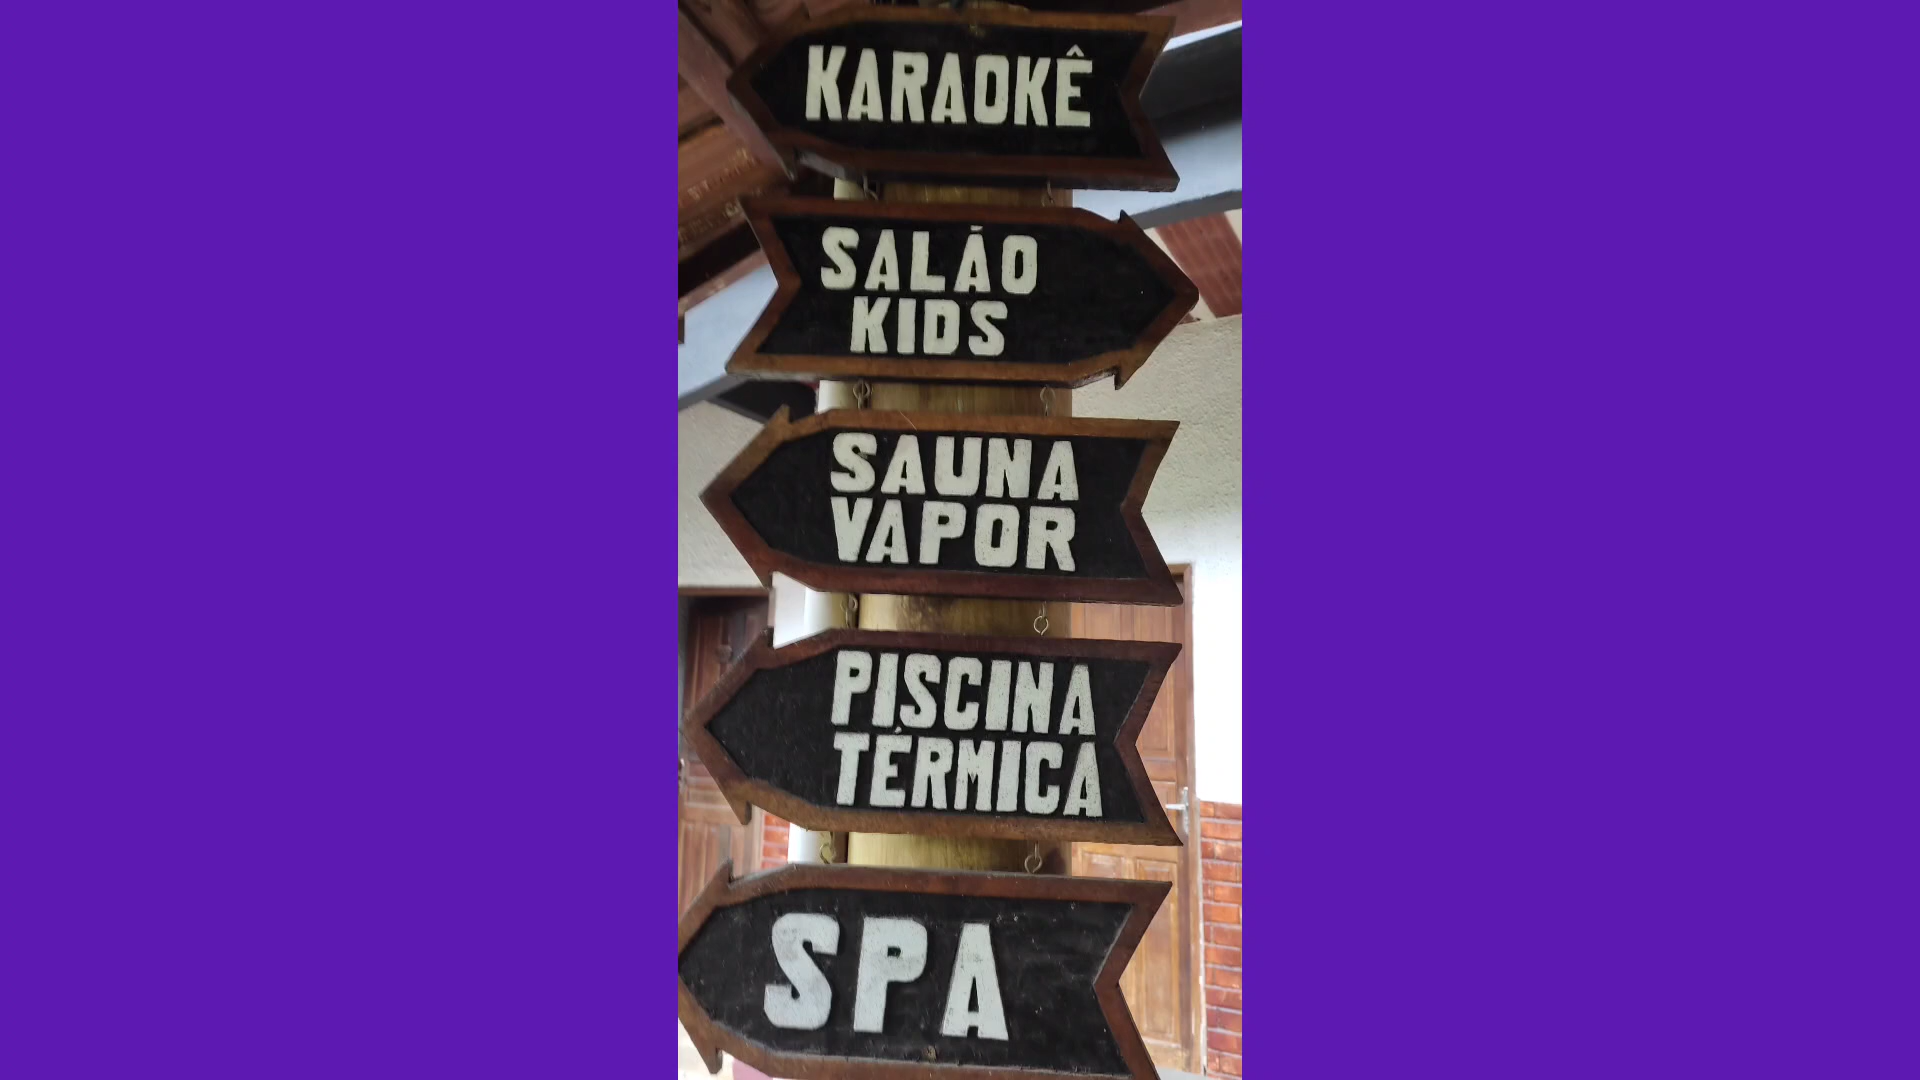 KARAOKÊ
SALÃO
KIDS
SAUNA
VAPOR
PISCINA
TÉRMICA
SPA